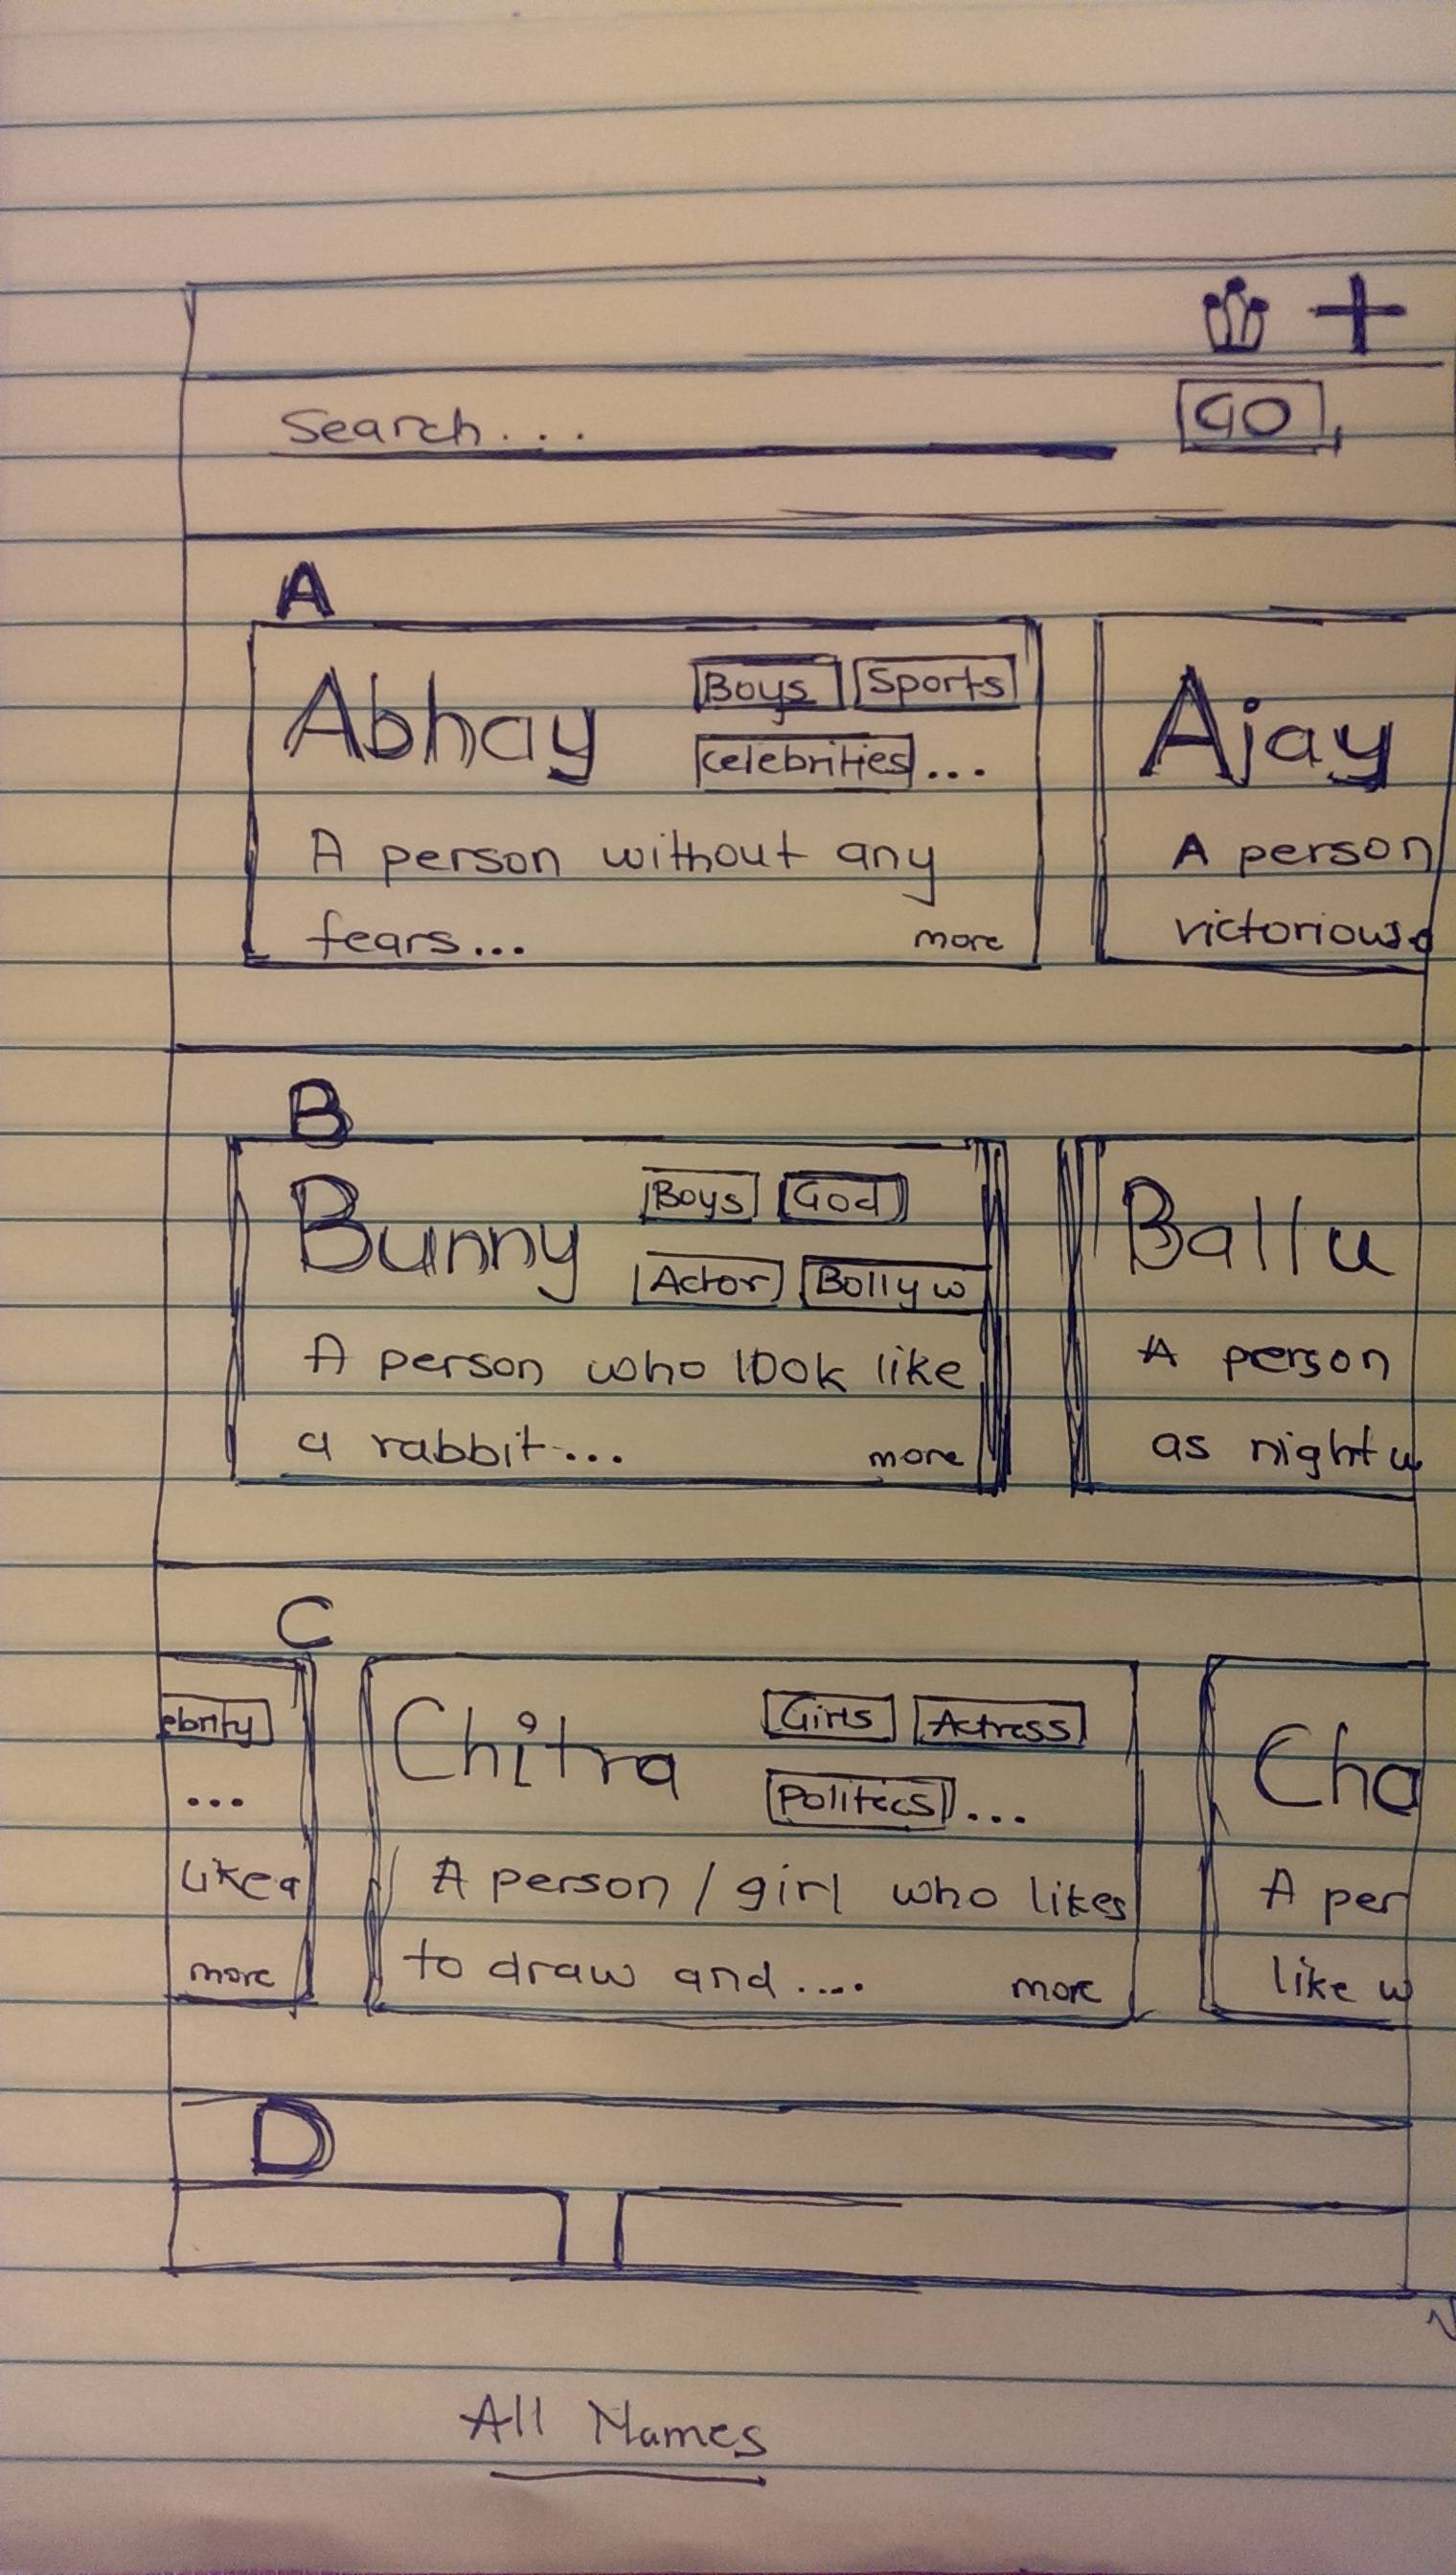 Search...
GO
A
Abhay
Boys Sports
Celebrities...
A person without any
fears...
more
Ajay
A person
victorious
B
Bunny
Boys God
Actor Bollyw
A person who look like
a rabbit...
more
Ballu
A person
as night w
C
ebrity
...
like a
more
Chitra
Girls Actress
Politics...
A person / girl who likes
to draw and ....
more
Cha
A per
like w
D
All Names